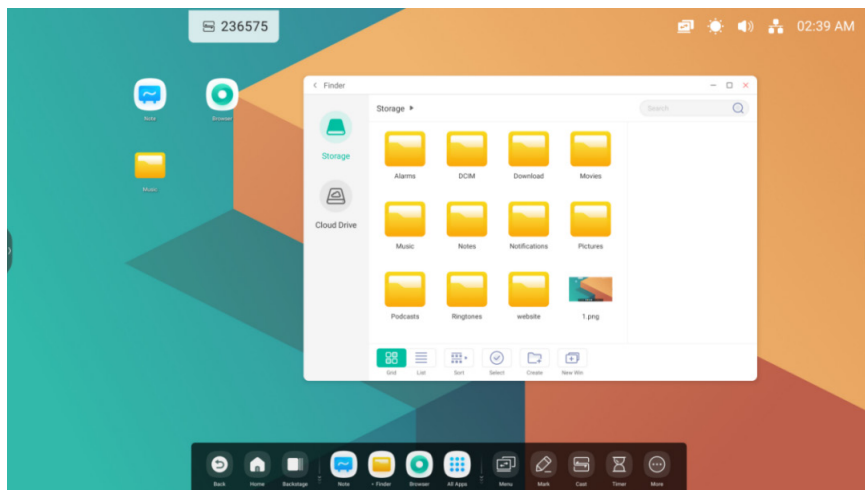 236575
02:39 AM
Note
Browser
Music
Finder
Storage
Search
Storage
Cloud Drive
Alarms
DCIM
Download
Movies
Music
Notes
Notifications
Pictures
Podcasts
Ringtones
website
1.png
Grid
List
Sort
Select
Create
New Win
Back
Home
Backstage
Note
Finder
Browser
All Apps
Menu
Mark
Cast
Timer
More